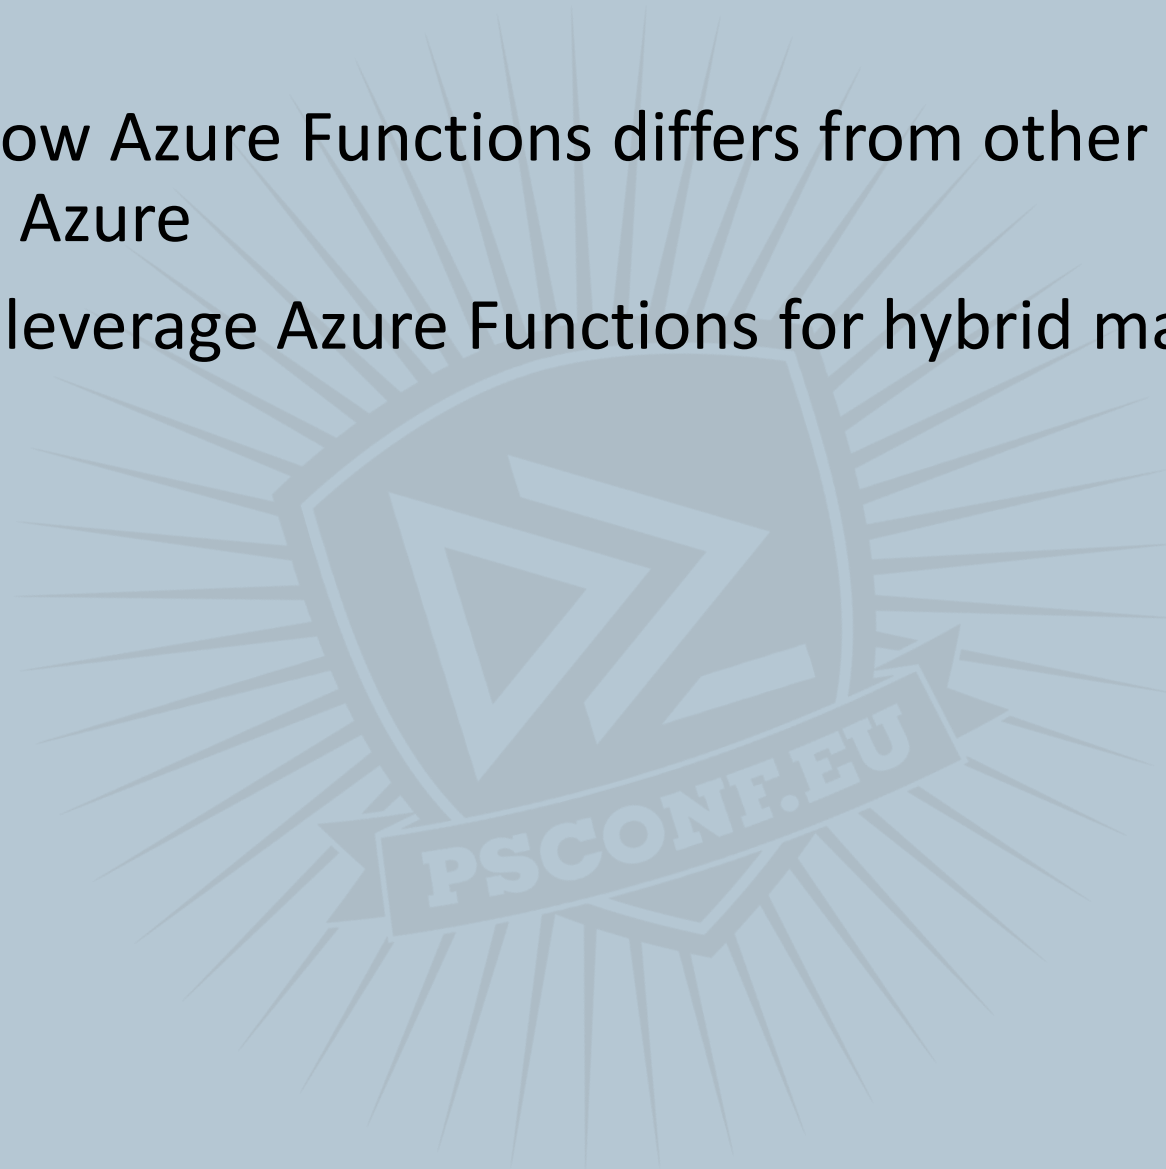 ow Azure Functions differs from other
Azure
leverage Azure Functions for hybrid ma
PSCONF.EU